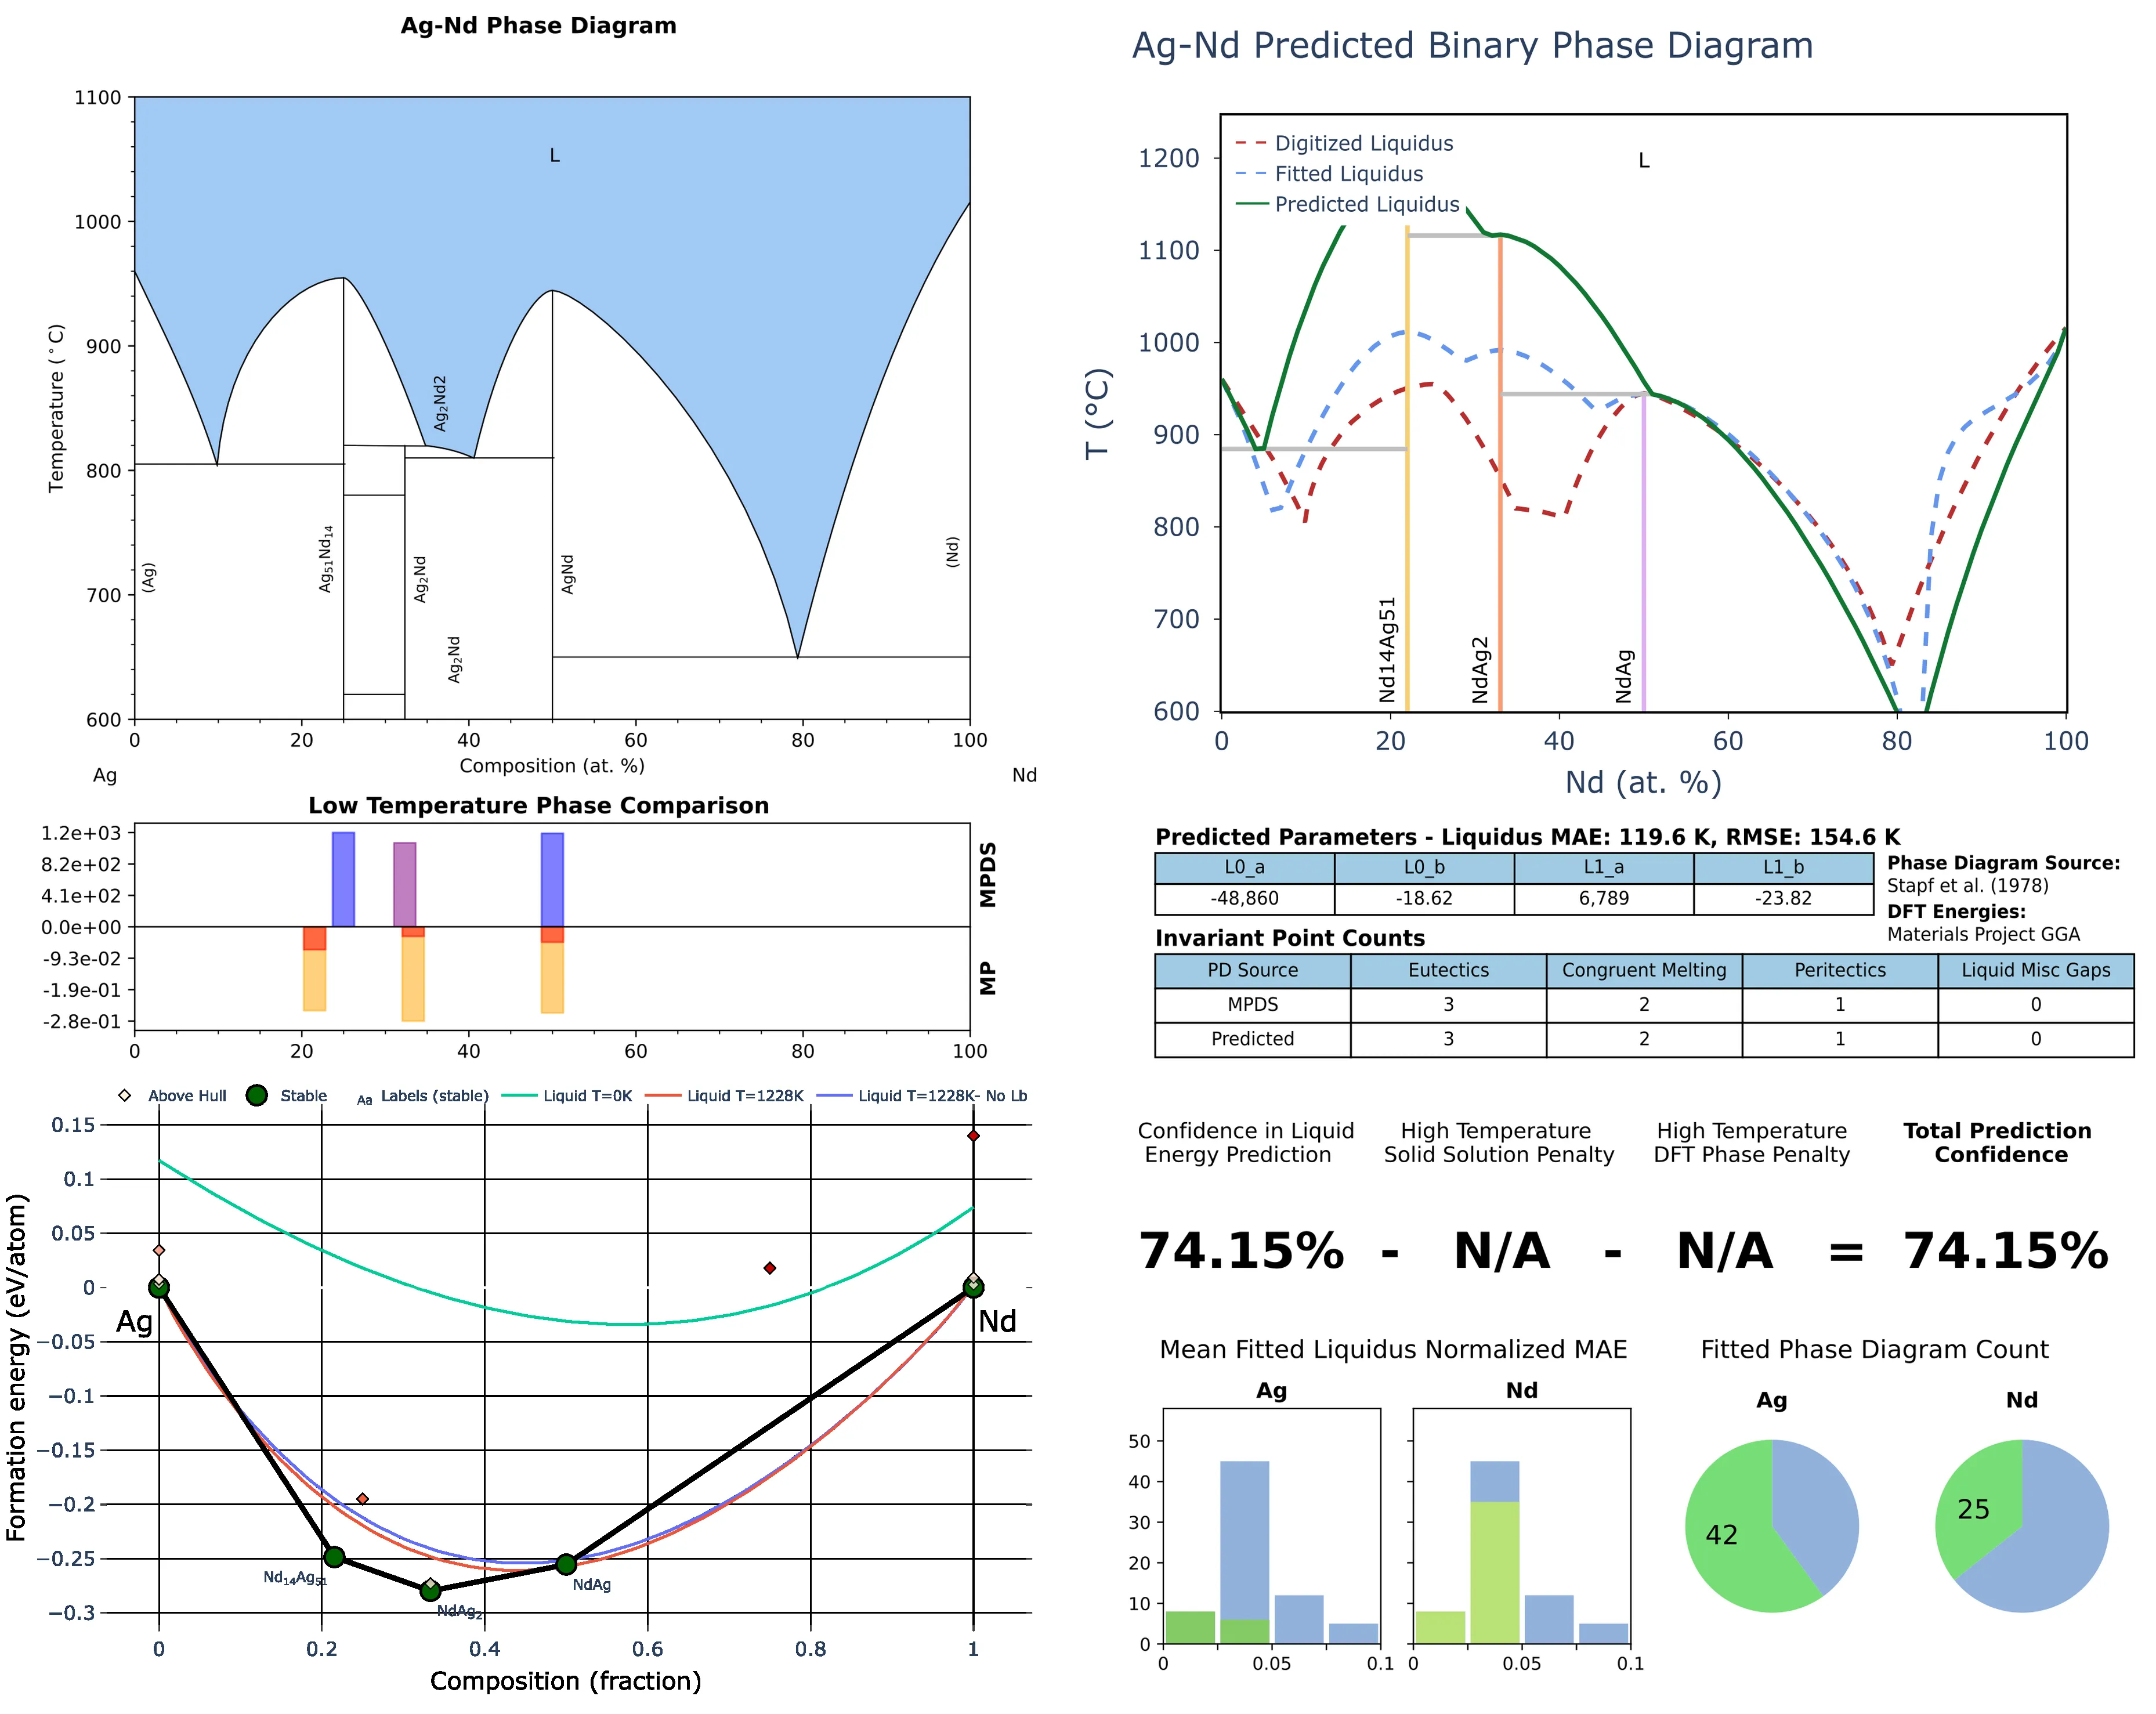 Ag-Nd Phase Diagram
1100
1000
900
800
700
600
Temperature (°C)
L
(Ag)
Ag51Nd14
Ag2Nd2
Ag2Nd
Ag2Nd
AgNd
(Nd)
0 20 40 60 80 100
Composition (at. %)
Ag Nd
Low Temperature Phase Comparison
1.2e+03
8.2e+02
4.1e+02
0.0e+00
-9.3e-02
-1.9e-01
-2.8e-01
MPDS
MP
0 20 40 60 80 100
Above Hull Stable Aa Labels (stable) Liquid T=0K Liquid T=1228K Liquid T=1228K- No Lb
0.15
0.1
0.05
0
−0.05
−0.1
−0.15
−0.2
−0.25
−0.3
Formation energy (eV/atom)
Ag
Nd
Nd14Ag51
NdAg2
NdAg
0 0.2 0.4 0.6 0.8 1
Composition (fraction)
Ag-Nd Predicted Binary Phase Diagram
Digitized Liquidus
Fitted Liquidus
Predicted Liquidus
L
1200
1100
1000
900
800
700
600
T (°C)
Nd14Ag51
NdAg2
NdAg
0 20 40 60 80 100
Nd (at. %)
Predicted Parameters - Liquidus MAE: 119.6 K, RMSE: 154.6 K
L0_a L0_b L1_a L1_b
-48,860 -18.62 6,789 -23.82
Phase Diagram Source:
Stapf et al. (1978)
DFT Energies:
Materials Project GGA
Invariant Point Counts
PD Source Eutectics Congruent Melting Peritectics Liquid Misc Gaps
MPDS 3 2 1 0
Predicted 3 2 1 0
Confidence in Liquid
Energy Prediction
High Temperature
Solid Solution Penalty
High Temperature
DFT Phase Penalty
Total Prediction
Confidence
74.15% - N/A - N/A = 74.15%
Mean Fitted Liquidus Normalized MAE
Ag Nd
50
40
30
20
10
0
0 0.05 0.1
0 0.05 0.1
Fitted Phase Diagram Count
Ag Nd
42
25